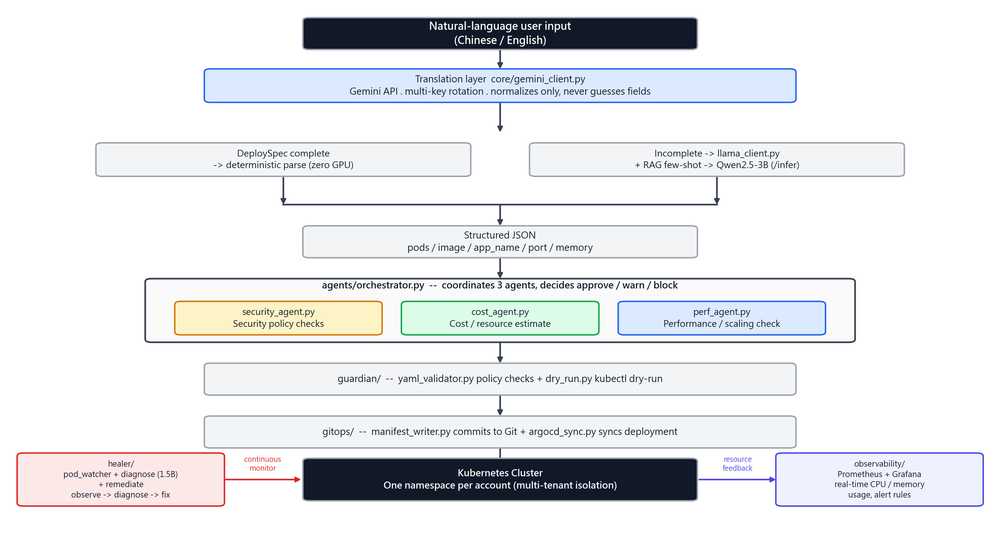 Natural-language user input
(Chinese / English)
Translation layer  core/gemini_client.py
Gemini API . multi-key rotation . normalizes only, never guesses fields
DeploySpec complete
-> deterministic parse (zero GPU)
Incomplete -> llama_client.py
+ RAG few-shot -> Qwen2.5-3B (/infer)
Structured JSON
pods / image / app_name / port / memory
agents/orchestrator.py  --  coordinates 3 agents, decides approve / warn / block
security_agent.py
Security policy checks
cost_agent.py
Cost / resource estimate
perf_agent.py
Performance / scaling check
guardian/  --  yaml_validator.py policy checks + dry_run.py kubectl dry-run
gitops/  --  manifest_writer.py commits to Git + argocd_sync.py syncs deployment
healer/
pod_watcher + diagnose (1.5B)
+ remediate
observe -> diagnose -> fix
continuous
monitor
Kubernetes Cluster
One namespace per account (multi-tenant isolation)
resource
feedback
observability/
Prometheus + Grafana
real-time CPU / memory
usage, alert rules